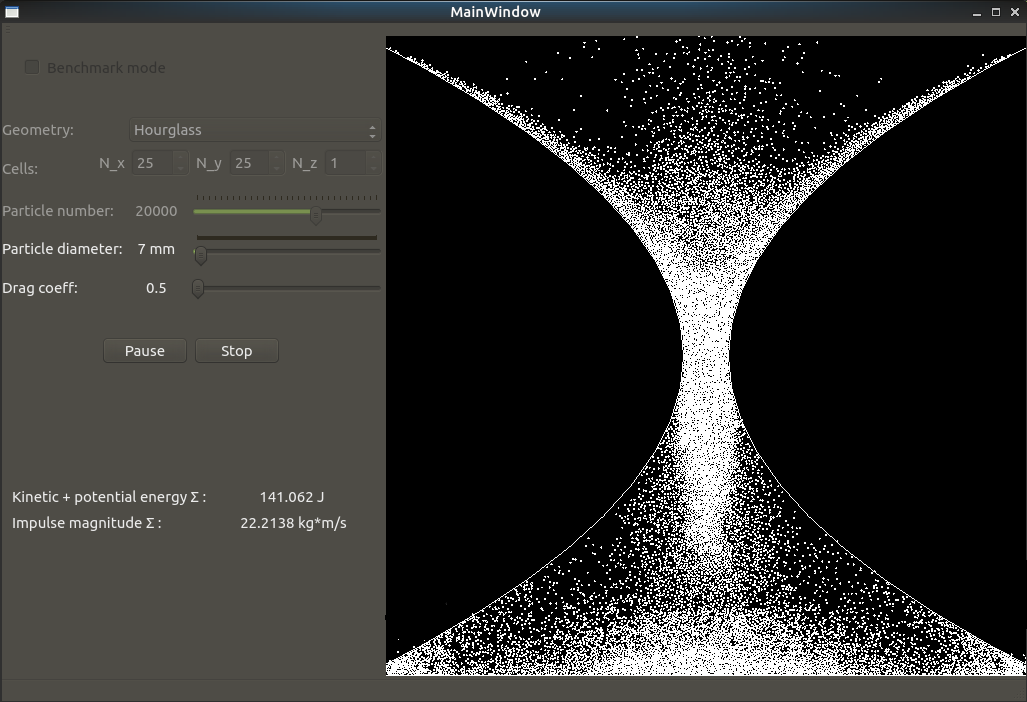 MainWindow
Benchmark mode
Geometry: Hourglass
Cells: N_x 25 N_y 25 N_z 1
Particle number: 20000
Particle diameter: 7 mm
Drag coeff: 0.5
Pause Stop
Kinetic + potential energy Σ : 141.062 J
Impulse magnitude Σ : 22.2138 kg*m/s